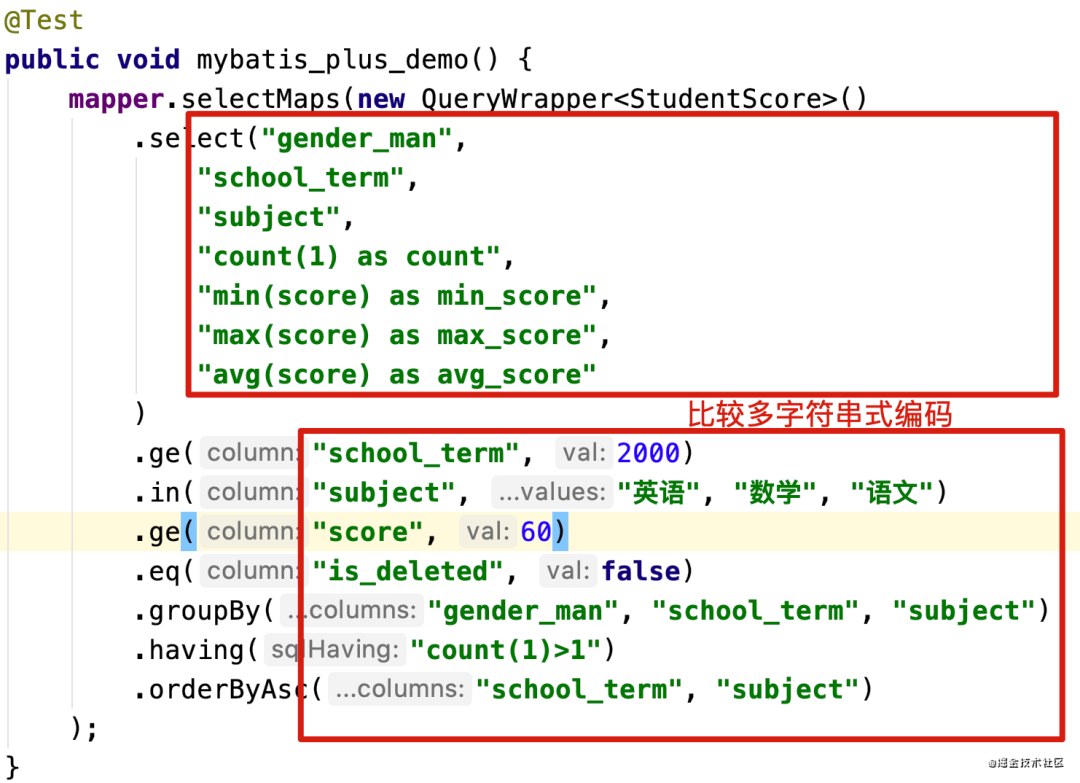 @Test
public void mybatis_plus_demo() {
mapper.selectMaps(new QueryWrapper<StudentScore>()
.select("gender_man",
"school_term",
"subject",
"count(1) as count",
"min(score) as min_score",
"max(score) as max_score",
"avg(score) as avg_score"
)
比较多字符串式编码
.ge( column: "school_term", val: 2000)
.in( column: "subject", ...values: "英语", "数学", "语文")
.ge( column: "score", val: 60)
.eq( column: "is_deleted", val: false)
.groupBy( ...columns: "gender_man", "school_term", "subject")
.having( sqlHaving: "count(1)>1")
.orderByAsc( ...columns: "school_term", "subject")
);
}
@掘金技术社区